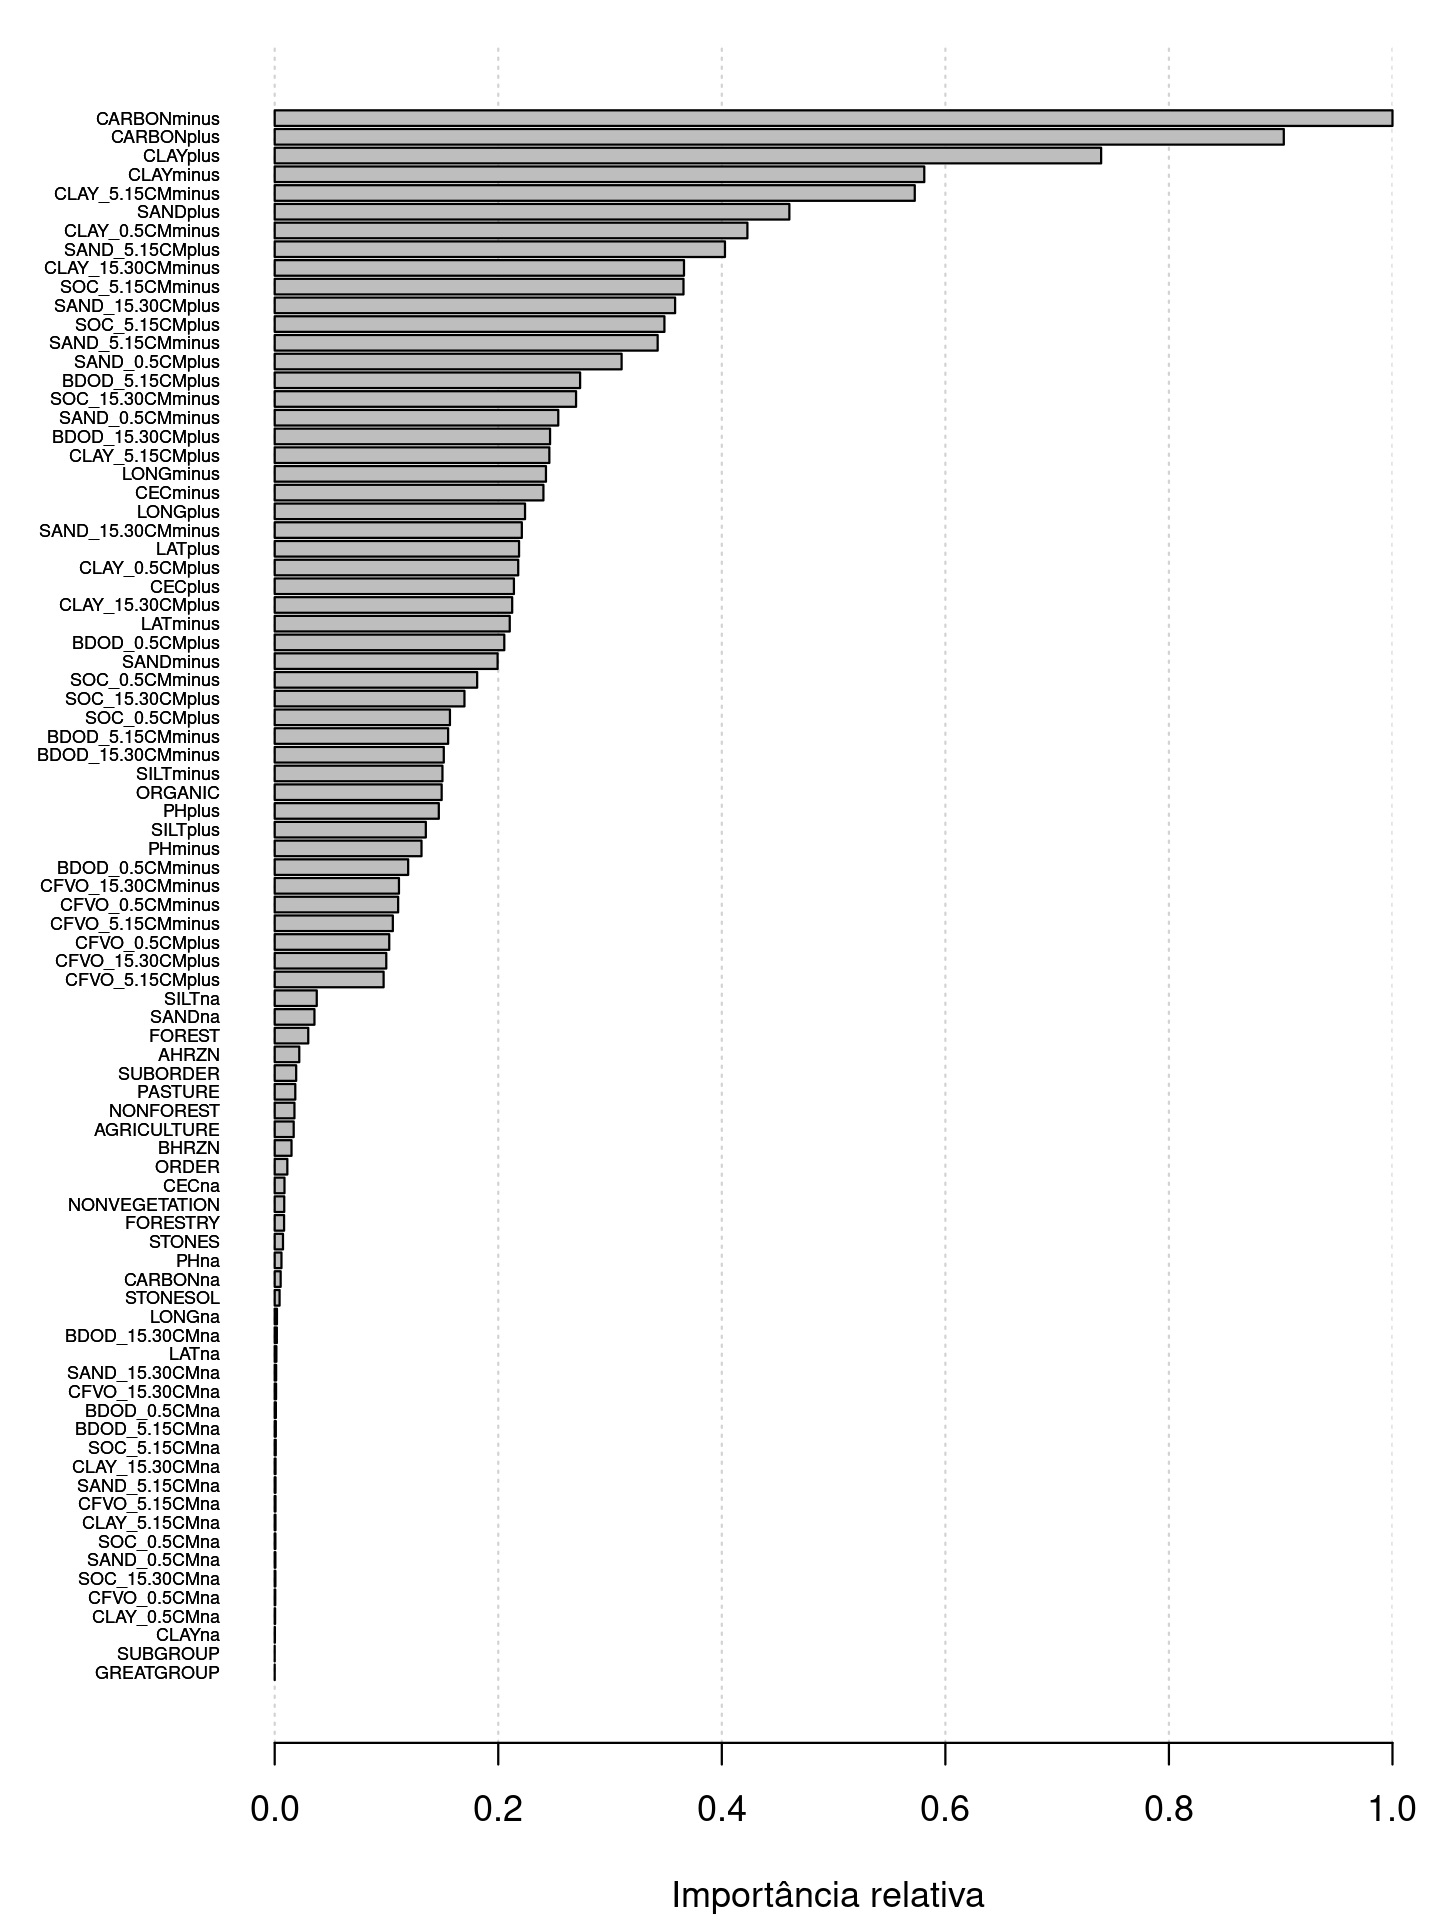 CARBONminus
CARBONplus
CLAYplus
CLAYminus
CLAY_5.15CMminus
SANDplus
CLAY_0.5CMminus
SAND_5.15CMplus
CLAY_15.30CMminus
SOC_5.15CMminus
SAND_15.30CMplus
SOC_5.15CMplus
SAND_5.15CMminus
SAND_0.5CMplus
BDOD_5.15CMplus
SOC_15.30CMminus
SAND_0.5CMminus
BDOD_15.30CMplus
CLAY_5.15CMplus
LONGminus
CECminus
LONGplus
SAND_15.30CMminus
LATplus
CLAY_0.5CMplus
CECplus
CLAY_15.30CMplus
LATminus
BDOD_0.5CMplus
SANDminus
SOC_0.5CMminus
SOC_15.30CMplus
SOC_0.5CMplus
BDOD_5.15CMminus
BDOD_15.30CMminus
SILTminus
ORGANIC
PHplus
SILTplus
PHminus
BDOD_0.5CMminus
CFVO_15.30CMminus
CFVO_0.5CMminus
CFVO_5.15CMminus
CFVO_0.5CMplus
CFVO_15.30CMplus
CFVO_5.15CMplus
SILTna
SANDna
FOREST
AHRZN
SUBORDER
PASTURE
NONFOREST
AGRICULTURE
BHRZN
ORDER
CECna
NONVEGETATION
FORESTRY
STONES
PHna
CARBONna
STONESOL
LONGna
BDOD_15.30CMna
LATna
SAND_15.30CMna
CFVO_15.30CMna
BDOD_0.5CMna
BDOD_5.15CMna
SOC_5.15CMna
CLAY_15.30CMna
SAND_5.15CMna
CFVO_5.15CMna
CLAY_5.15CMna
SOC_0.5CMna
SAND_0.5CMna
SOC_15.30CMna
CFVO_0.5CMna
CLAY_0.5CMna
CLAYna
SUBGROUP
GREATGROUP
0.0 0.2 0.4 0.6 0.8 1.0
Importância relativa